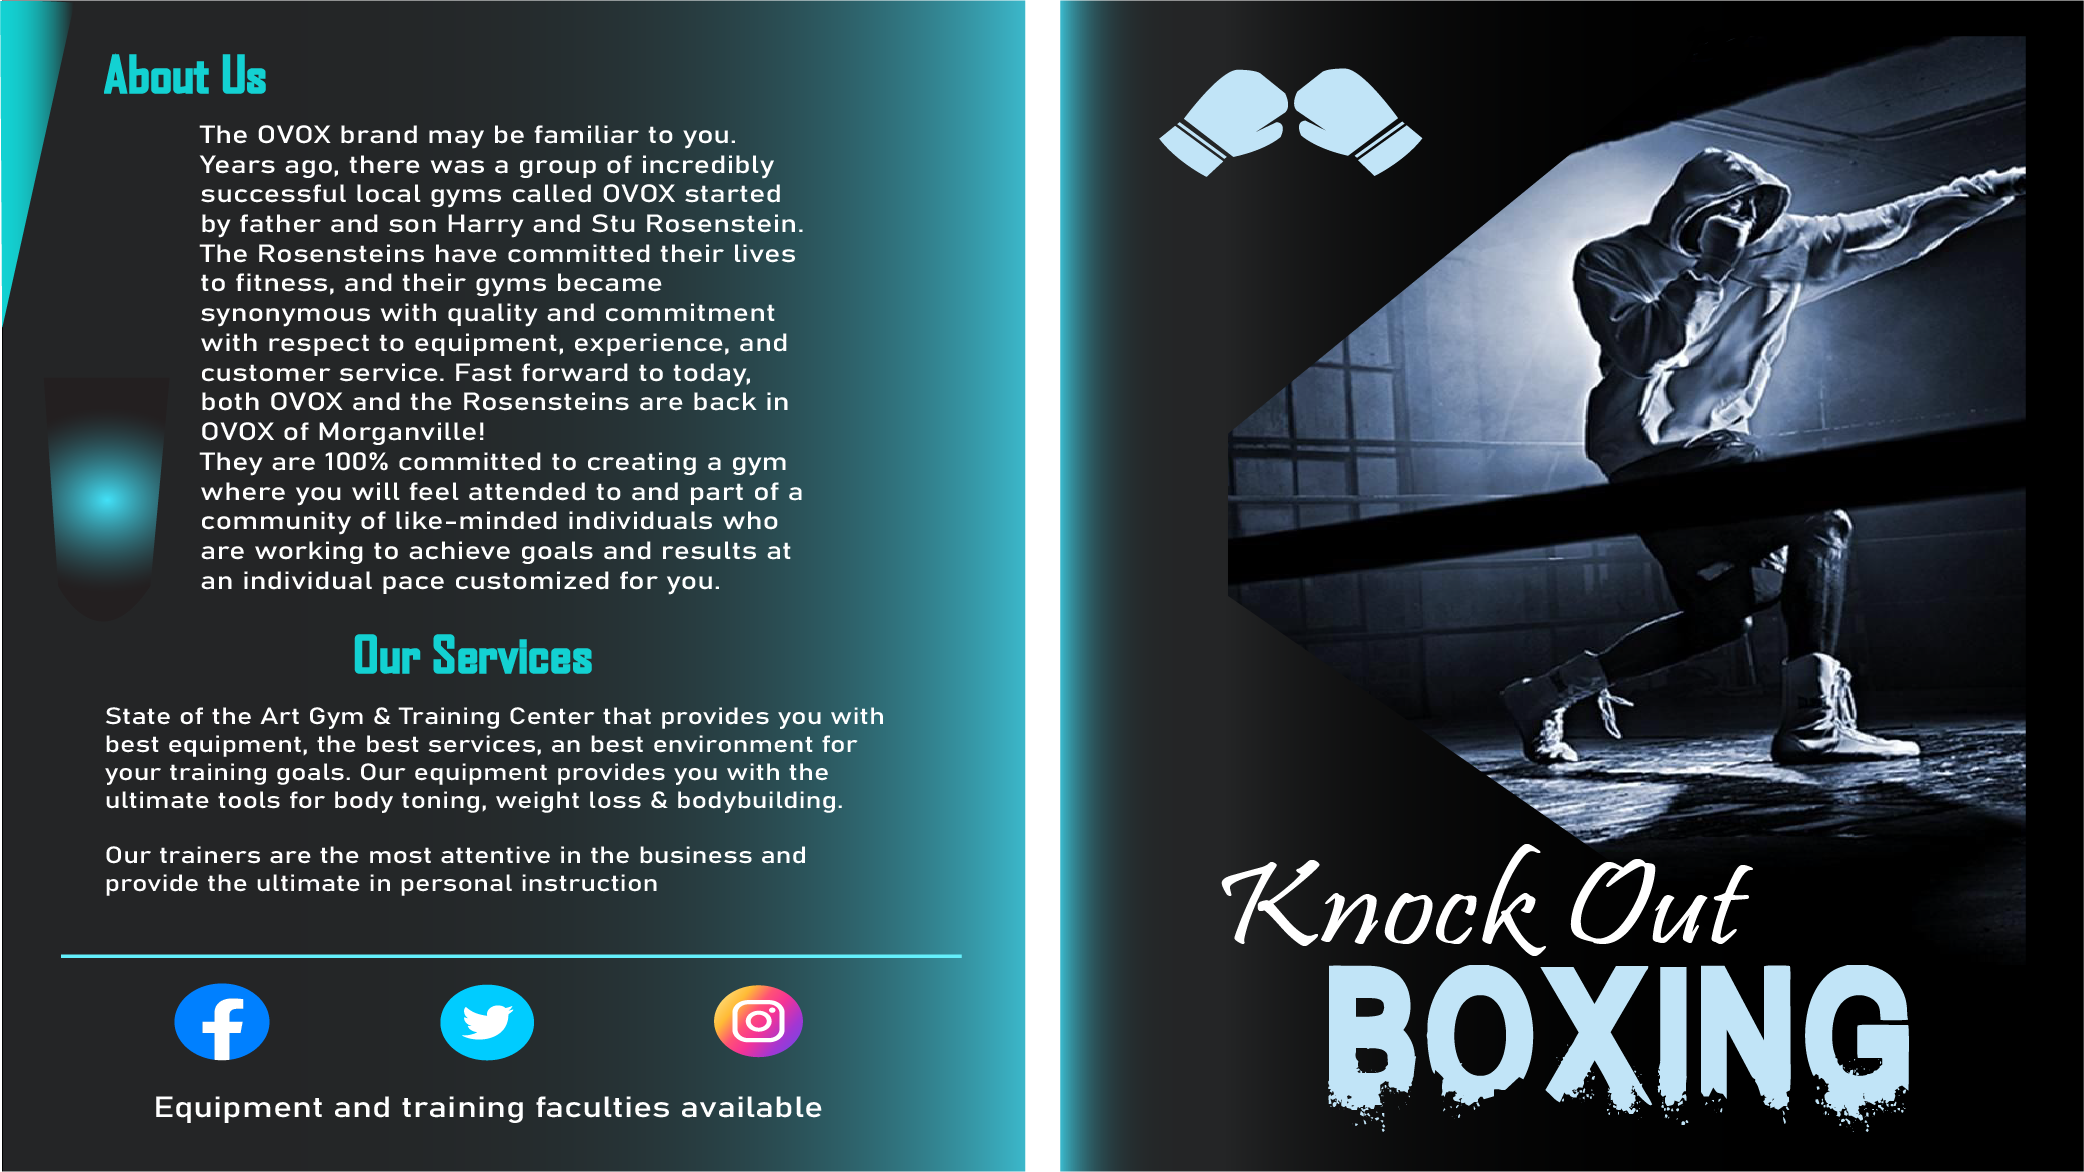 About Us
The OVOX brand may be familiar to you.
Years ago, there was a group of incredibly
successful local gyms called OVOX started
by father and son Harry and Stu Rosenstein.
The Rosensteins have committed their lives
to fitness, and their gyms became
synonymous with quality and commitment
with respect to equipment, experience, and
customer service. Fast forward to today,
both OVOX and the Rosensteins are back in
OVOX of Morganville!
They are 100% committed to creating a gym
where you will feel attended to and part of a
community of like-minded individuals who
are working to achieve goals and results at
an individual pace customized for you.
Our Services
State of the Art Gym & Training Center that provides you with
best equipment, the best services, an best environment for
your training goals. Our equipment provides you with the
ultimate tools for body toning, weight loss & bodybuilding.
Our trainers are the most attentive in the business and
provide the ultimate in personal instruction
Equipment and training faculties available
Knock Out
BOXING